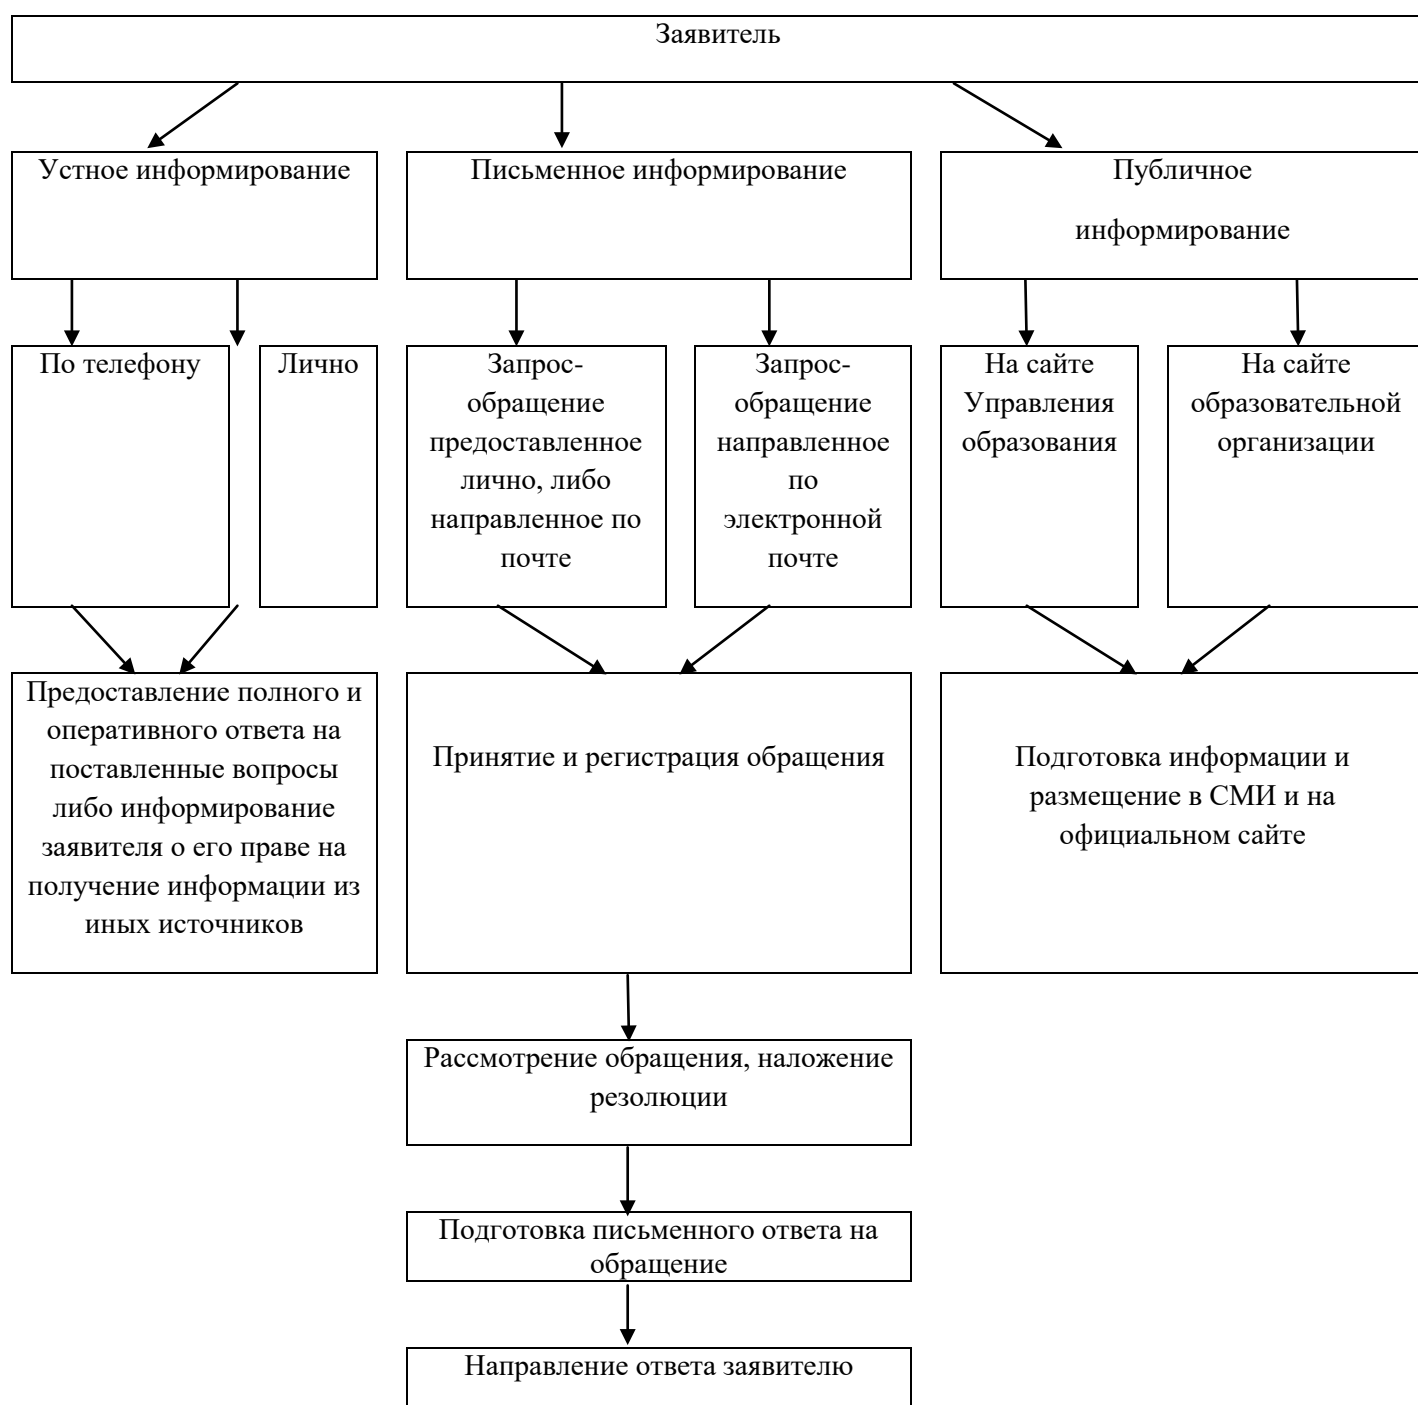 Заявитель
Устное информирование
Письменное информирование
Публичное
информирование
По телефону
Лично
Запрос-
обращение
предоставленное
лично, либо
направленное по
почте
Запрос-
обращение
направленное
по
электронной
почте
На сайте
Управления
образования
На сайте
образовательной
организации
Предоставление полного и
оперативного ответа на
поставленные вопросы
либо информирование
заявителя о его праве на
получение информации из
иных источников
Принятие и регистрация обращения
Подготовка информации и
размещение в СМИ и на
официальном сайте
Рассмотрение обращения, наложение
резолюции
Подготовка письменного ответа на
обращение
Направление ответа заявителю